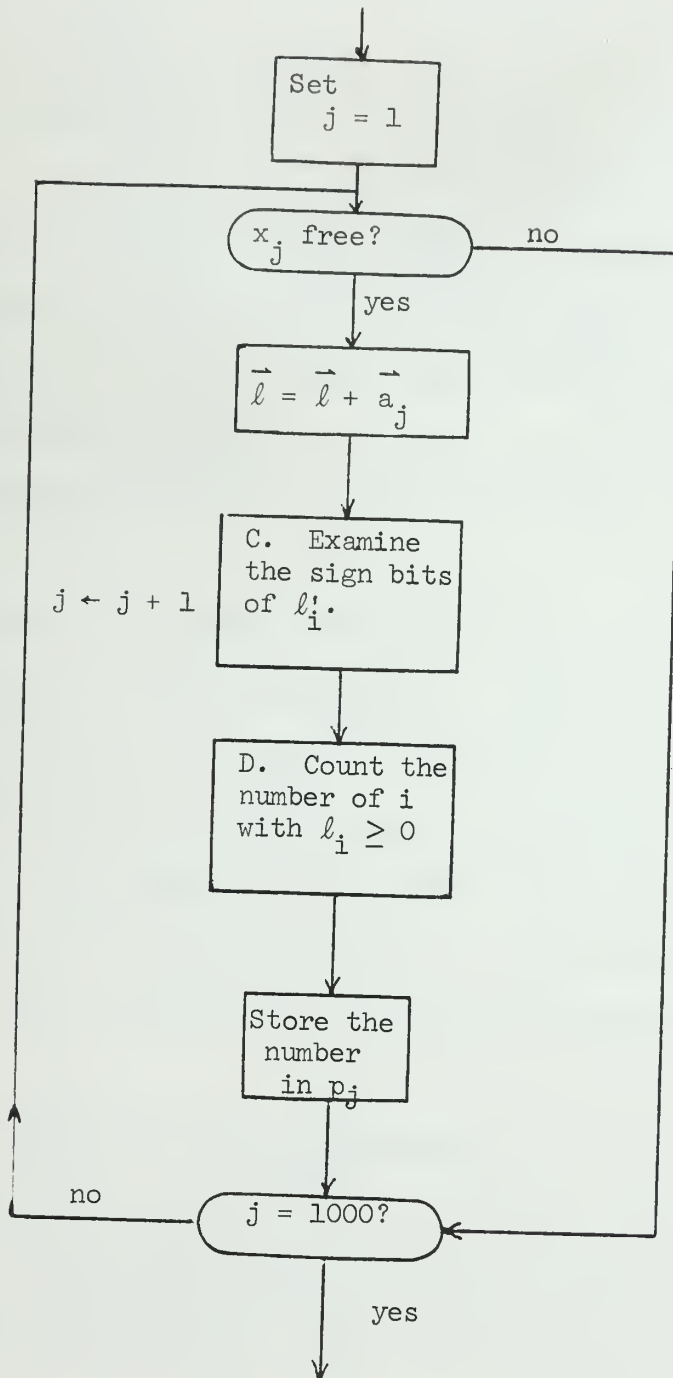 Set
j = 1
x_j free?
no
yes
ℓ⃗ = ℓ⃗ + a⃗_j
C. Examine
the sign bits
of ℓ'_i.
j ← j + 1
D. Count the
number of i
with ℓ_i ≥ 0
Store the
number
in p_j
no
j = 1000?
yes